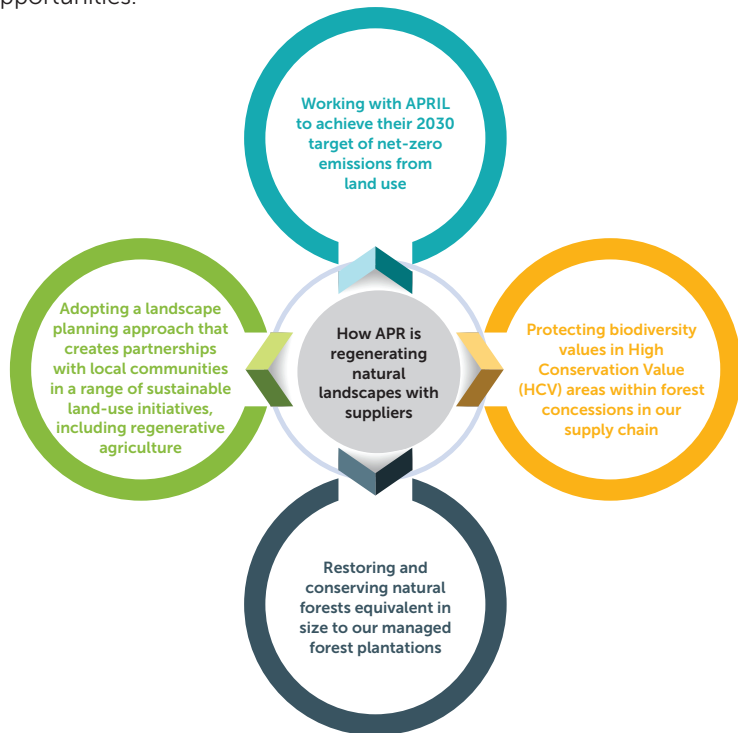 opportunities.
Working with APRIL
to achieve their 2030
target of net-zero
emissions from
land use
Adopting a landscape
planning approach that
creates partnerships
with local communities
in a range of sustainable
land-use initiatives,
including regenerative
agriculture
How APR is
regenerating
natural
landscapes with
suppliers
Protecting biodiversity
values in High
Conservation Value
(HCV) areas within forest
concessions in our
supply chain
Restoring and
conserving natural
forests equivalent in
size to our managed
forest plantations